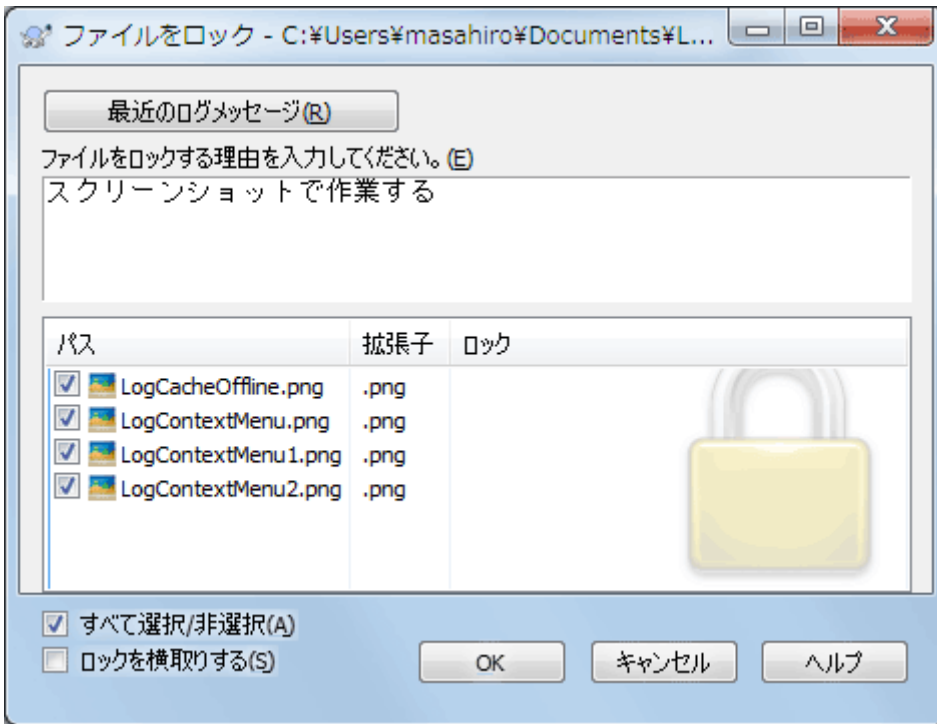 ファイルをロック - C:¥Users¥masahiro¥Documents¥L...
最近のログメッセージ(R)
ファイルをロックする理由を入力してください。(E)
スクリーンショットで作業する
パス 拡張子 ロック
LogCacheOffline.png .png
LogContextMenu.png .png
LogContextMenu1.png .png
LogContextMenu2.png .png
すべて選択/非選択(A)
ロックを横取りする(S)
OK キャンセル ヘルプ